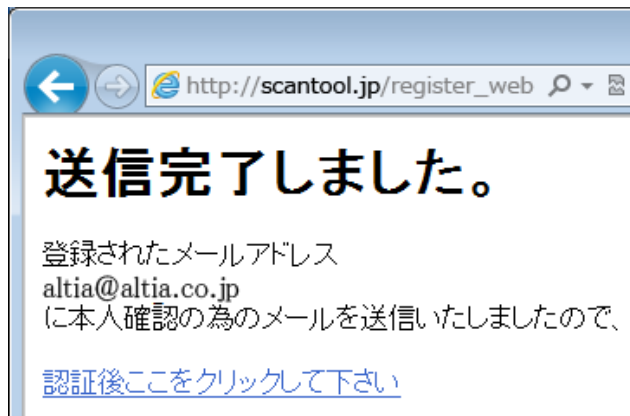 http://scantool.jp/register_web
送信完了しました。
登録されたメールアドレス
altia@altia.co.jp
に本人確認の為のメールを送信いたしましたので、
認証後ここをクリックして下さい